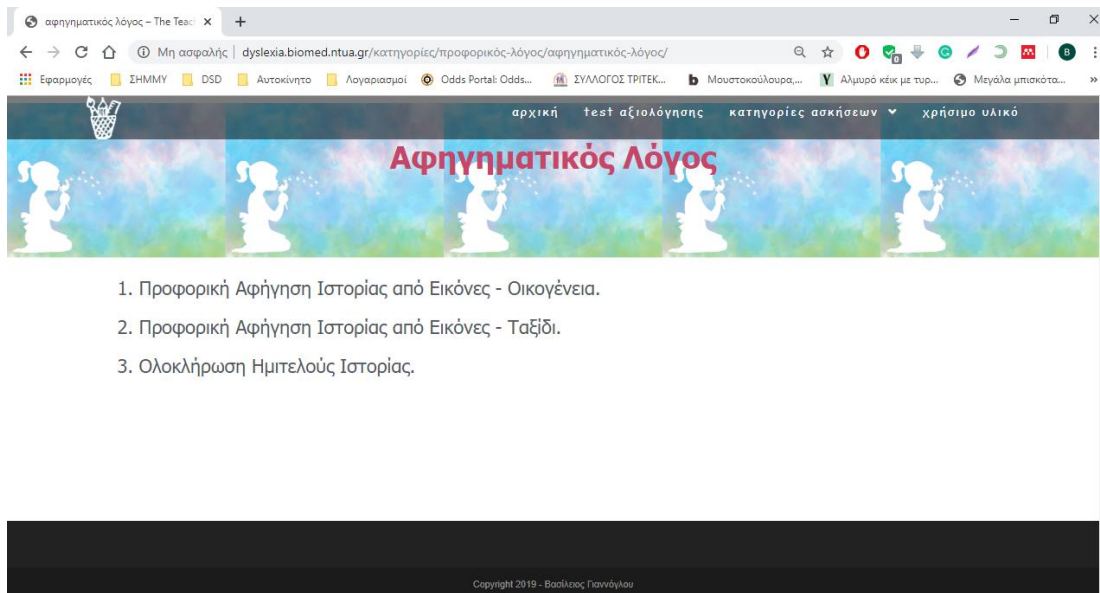 αφηγηματικός λόγος – The Teac
Μη ασφαλής | dyslexia.biomed.ntua.gr/κατηγορίες/προφορικός-λόγος/αφηγηματικός-λόγος/
Εφαρμογές ΣΗΜΜΥ DSD Αυτοκίνητο Λογαριασμοί Odds Portal: Odds... ΣΥΛΛΟΓΟΣ ΤΡΙΤΕΚ... Μουστοκούλουρα,... Αλμυρό κέικ με τυρ... Μεγάλα μπισκότα... »
αρχική test αξιολόγησης κατηγορίες ασκήσεων χρήσιμο υλικό
Αφηγηματικός Λόγος
1. Προφορική Αφήγηση Ιστορίας από Εικόνες - Οικογένεια.
2. Προφορική Αφήγηση Ιστορίας από Εικόνες - Ταξίδι.
3. Ολοκλήρωση Ημιτελούς Ιστορίας.
Copyright 2019 - Βασίλειος Γιαννόγλου